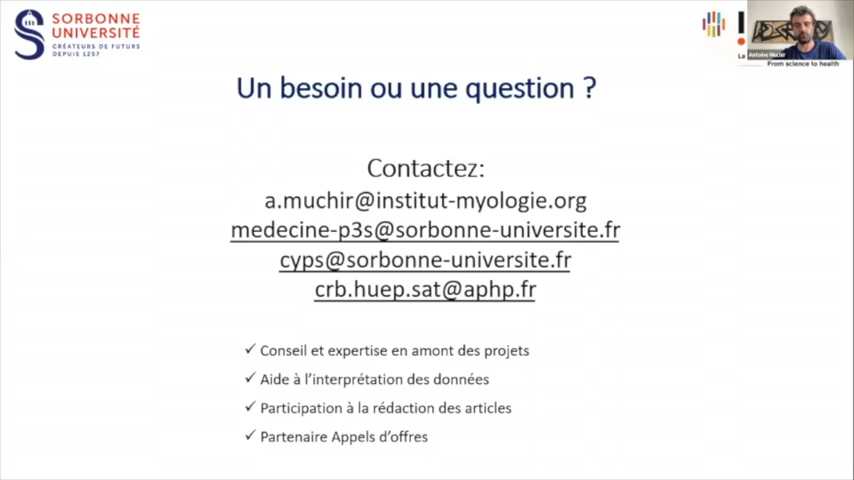 SORBONNE
UNIVERSITÉ
CRÉATEURS DE FUTURS
DEPUIS 1257
Antoine Muchir
From science to health
Un besoin ou une question ?
Contactez:
a.muchir@institut-myologie.org
medecine-p3s@sorbonne-universite.fr
cyps@sorbonne-universite.fr
crb.huep.sat@aphp.fr
✓ Conseil et expertise en amont des projets
✓ Aide à l'interprétation des données
✓ Participation à la rédaction des articles
✓ Partenaire Appels d'offres